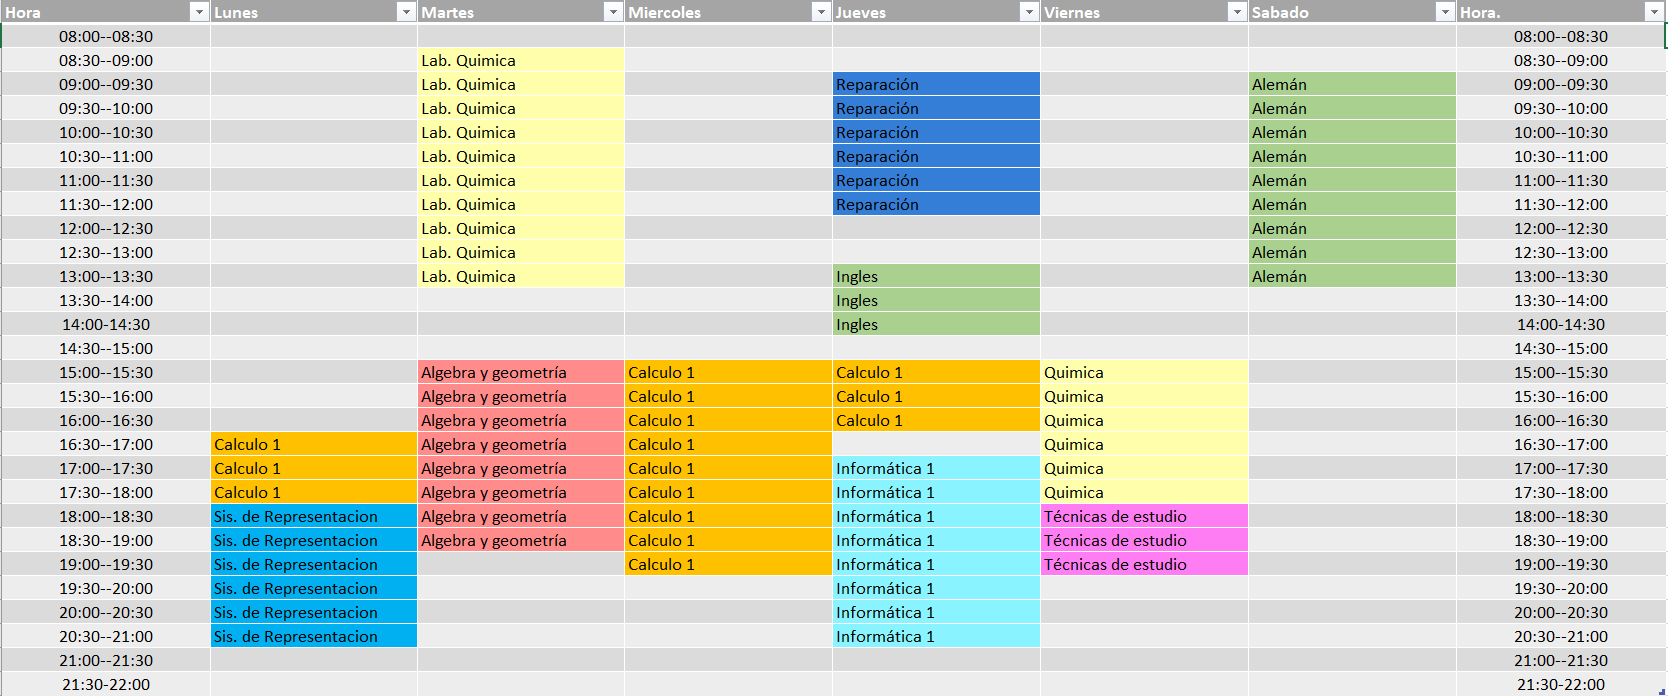 Hora Lunes Martes Miercoles Jueves Viernes Sabado Hora.
08:00--08:30 08:00--08:30
08:30--09:00 Lab. Quimica 08:30--09:00
09:00--09:30 Lab. Quimica Reparación Alemán 09:00--09:30
09:30--10:00 Lab. Quimica Reparación Alemán 09:30--10:00
10:00--10:30 Lab. Quimica Reparación Alemán 10:00--10:30
10:30--11:00 Lab. Quimica Reparación Alemán 10:30--11:00
11:00--11:30 Lab. Quimica Reparación Alemán 11:00--11:30
11:30--12:00 Lab. Quimica Reparación Alemán 11:30--12:00
12:00--12:30 Lab. Quimica Alemán 12:00--12:30
12:30--13:00 Lab. Quimica Alemán 12:30--13:00
13:00--13:30 Lab. Quimica Ingles Alemán 13:00--13:30
13:30--14:00 Ingles 13:30--14:00
14:00-14:30 Ingles 14:00-14:30
14:30--15:00 14:30--15:00
15:00--15:30 Algebra y geometría Calculo 1 Calculo 1 Quimica 15:00--15:30
15:30--16:00 Algebra y geometría Calculo 1 Calculo 1 Quimica 15:30--16:00
16:00--16:30 Algebra y geometría Calculo 1 Calculo 1 Quimica 16:00--16:30
16:30--17:00 Calculo 1 Algebra y geometría Calculo 1 Quimica 16:30--17:00
17:00--17:30 Calculo 1 Algebra y geometría Calculo 1 Informática 1 Quimica 17:00--17:30
17:30--18:00 Calculo 1 Algebra y geometría Calculo 1 Informática 1 Quimica 17:30--18:00
18:00--18:30 Sis. de Representacion Algebra y geometría Calculo 1 Informática 1 Técnicas de estudio 18:00--18:30
18:30--19:00 Sis. de Representacion Algebra y geometría Calculo 1 Informática 1 Técnicas de estudio 18:30--19:00
19:00--19:30 Sis. de Representacion Calculo 1 Informática 1 Técnicas de estudio 19:00--19:30
19:30--20:00 Sis. de Representacion Informática 1 19:30--20:00
20:00--20:30 Sis. de Representacion Informática 1 20:00--20:30
20:30--21:00 Sis. de Representacion Informática 1 20:30--21:00
21:00--21:30 21:00--21:30
21:30-22:00 21:30-22:00